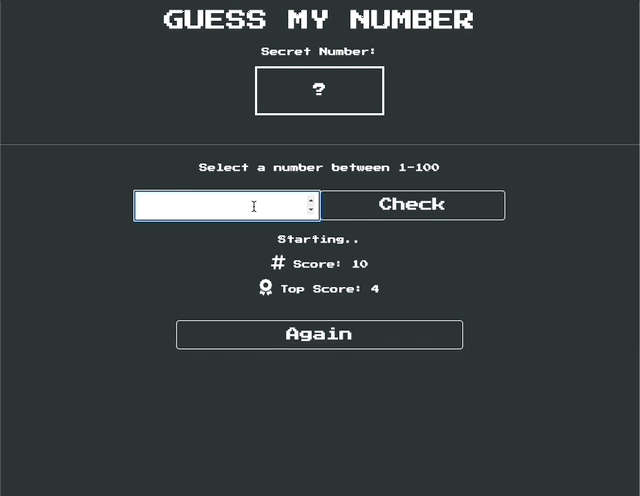 GUESS MY NUMBER
Secret Number:
?
Select a number between 1-100
Check
Starting..
# Score: 10
Top Score: 4
Again